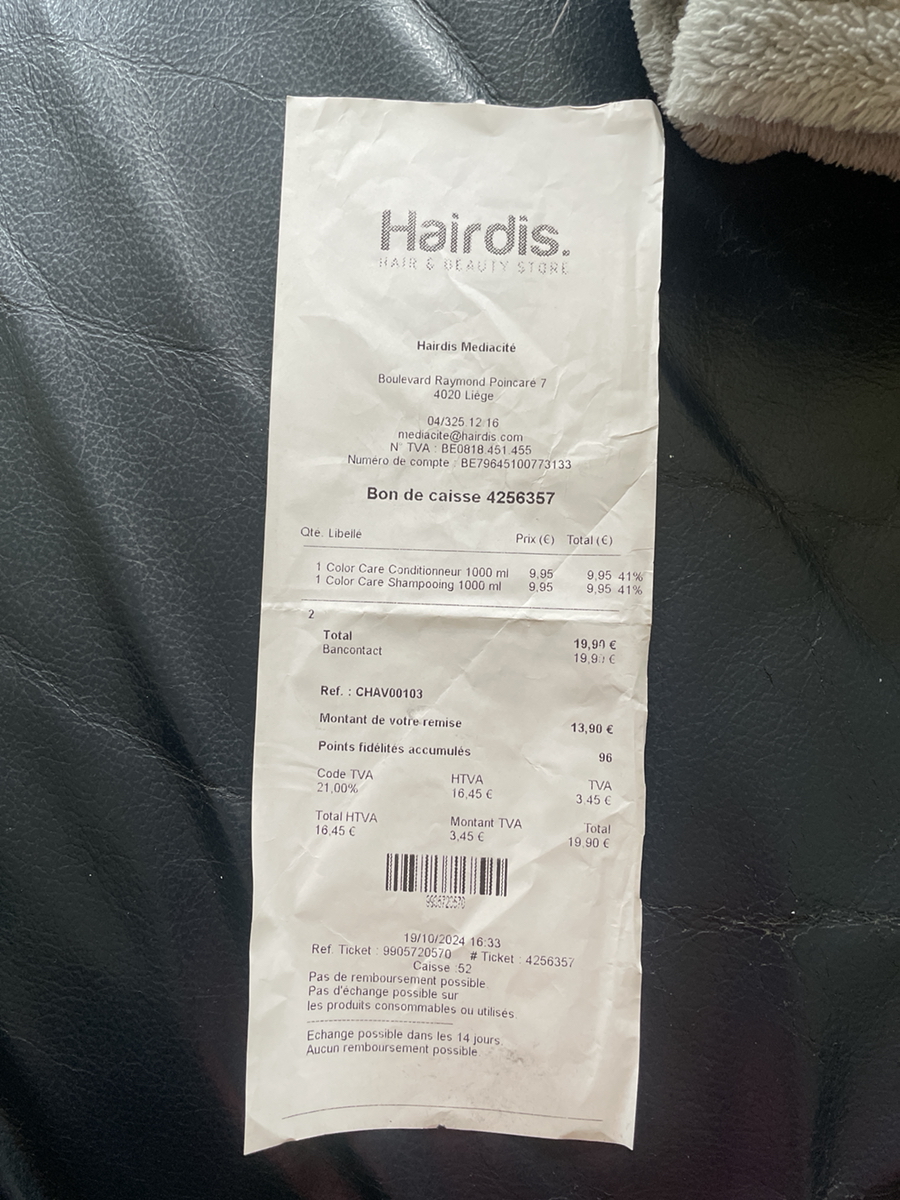 Hairdis.
HAIR & BEAUTY STORE
Hairdis Mediacité
Boulevard Raymond Poincaré 7
4020 Liège
04/325.12.16
mediacite@hairdis.com
N° TVA : BE0818.451.455
Numéro de compte : BE79645100773133
Bon de caisse 4256357
Qte. Libellé Prix (€) Total (€)
1 Color Care Conditionneur 1000 ml 9,95 9,95 41%
1 Color Care Shampooing 1000 ml 9,95 9,95 41%
2
Total 19,90 €
Bancontact 19,90 €
Ref. : CHAV00103
Montant de votre remise 13,90 €
Points fidélités accumulés 96
Code TVA HTVA TVA
21,00% 16,45 € 3,45 €
Total HTVA Montant TVA Total
16,45 € 3,45 € 19,90 €
9905720570
19/10/2024 16:33
Ref. Ticket : 9905720570 # Ticket : 4256357
Caisse :52
Pas de remboursement possible.
Pas d'échange possible sur
les produits consommables ou utilisés
Echange possible dans les 14 jours.
Aucun remboursement possible